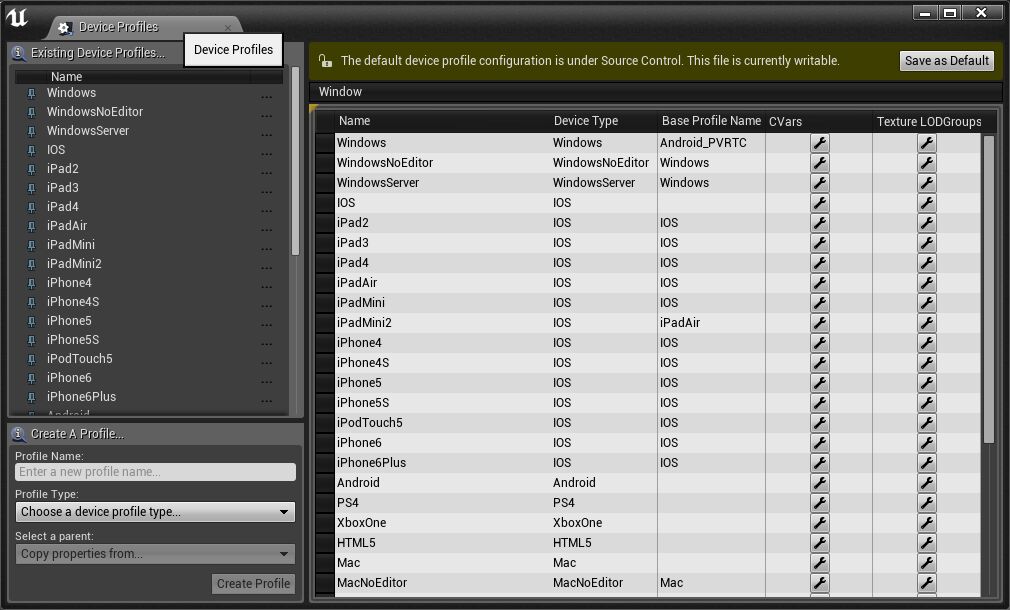 Device Profiles
Device Profiles
Existing Device Profiles...
Name
Windows ...
WindowsNoEditor ...
WindowsServer ...
IOS ...
iPad2 ...
iPad3 ...
iPad4 ...
iPadAir ...
iPadMini ...
iPadMini2 ...
iPhone4 ...
iPhone4S ...
iPhone5 ...
iPhone5S ...
iPodTouch5 ...
iPhone6 ...
iPhone6Plus ...
Android
Create A Profile...
Profile Name:
Enter a new profile name...
Profile Type:
Choose a device profile type...
Select a parent:
Copy properties from...
Create Profile
The default device profile configuration is under Source Control. This file is currently writable.
Save as Default
Window
Name Device Type Base Profile Name CVars Texture LODGroups
Windows Windows Android_PVRTC
WindowsNoEditor WindowsNoEditor Windows
WindowsServer WindowsServer Windows
IOS IOS
iPad2 IOS IOS
iPad3 IOS IOS
iPad4 IOS IOS
iPadAir IOS IOS
iPadMini IOS IOS
iPadMini2 IOS iPadAir
iPhone4 IOS IOS
iPhone4S IOS IOS
iPhone5 IOS IOS
iPhone5S IOS IOS
iPodTouch5 IOS IOS
iPhone6 IOS IOS
iPhone6Plus IOS IOS
Android Android
PS4 PS4
XboxOne XboxOne
HTML5 HTML5
Mac Mac
MacNoEditor MacNoEditor Mac